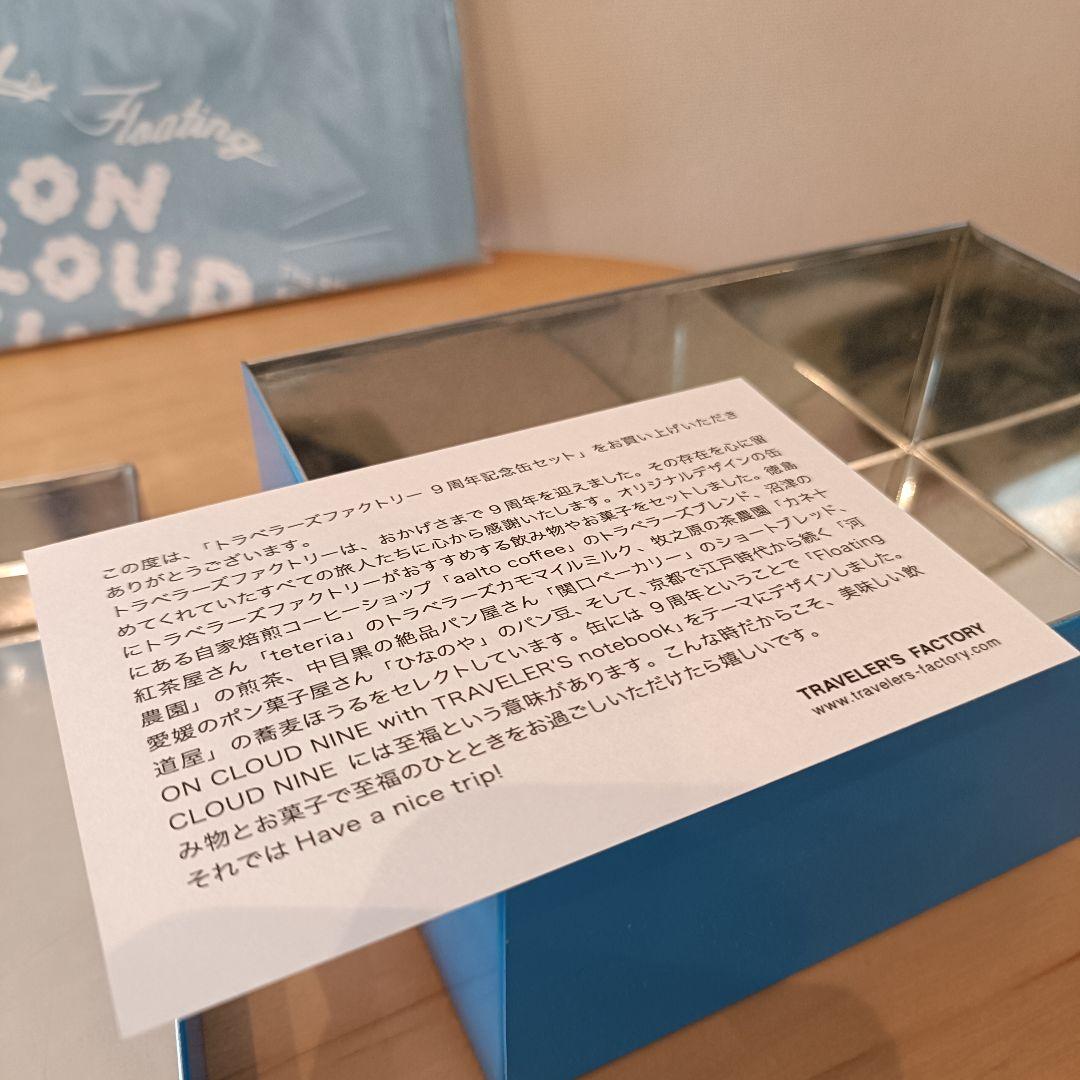 Floating
ON
LOUD
この度は、「トラベラーズファクトリー 9周年記念缶セット」をお買い上げいただき
ありがとうございます。
トラベラーズファクトリーは、おかげさまで9周年を迎えました。その存在を心に留
めてくれていたすべての旅人たちに心から感謝いたします。オリジナルデザインの缶
にトラベラーズファクトリーがおすすめする飲み物やお菓子をセットしました。徳島
にある自家焙煎コーヒーショップ「aalto coffee」のトラベラーズブレンド、沼津の
紅茶屋さん「teteria」のトラベラーズカモマイルミルク、牧之原の茶農園「カネ十
農園」の煎茶、中目黒の絶品パン屋さん「関口ベーカリー」のショートブレッド、
愛媛のポン菓子屋さん「ひなのや」のパン豆、そして、京都で江戸時代から続く「河
道屋」の蕎麦ほうるをセレクトしています。缶には9周年ということで「Floating
ON CLOUD NINE with TRAVELER'S notebook」をテーマにデザインしました。
CLOUD NINE には至福という意味があります。こんな時だからこそ、美味しい飲
み物とお菓子で至福のひとときをお過ごしいただけたら嬉しいです。
それでは Have a nice trip!
TRAVELER'S FACTORY
www.travelers-factory.com